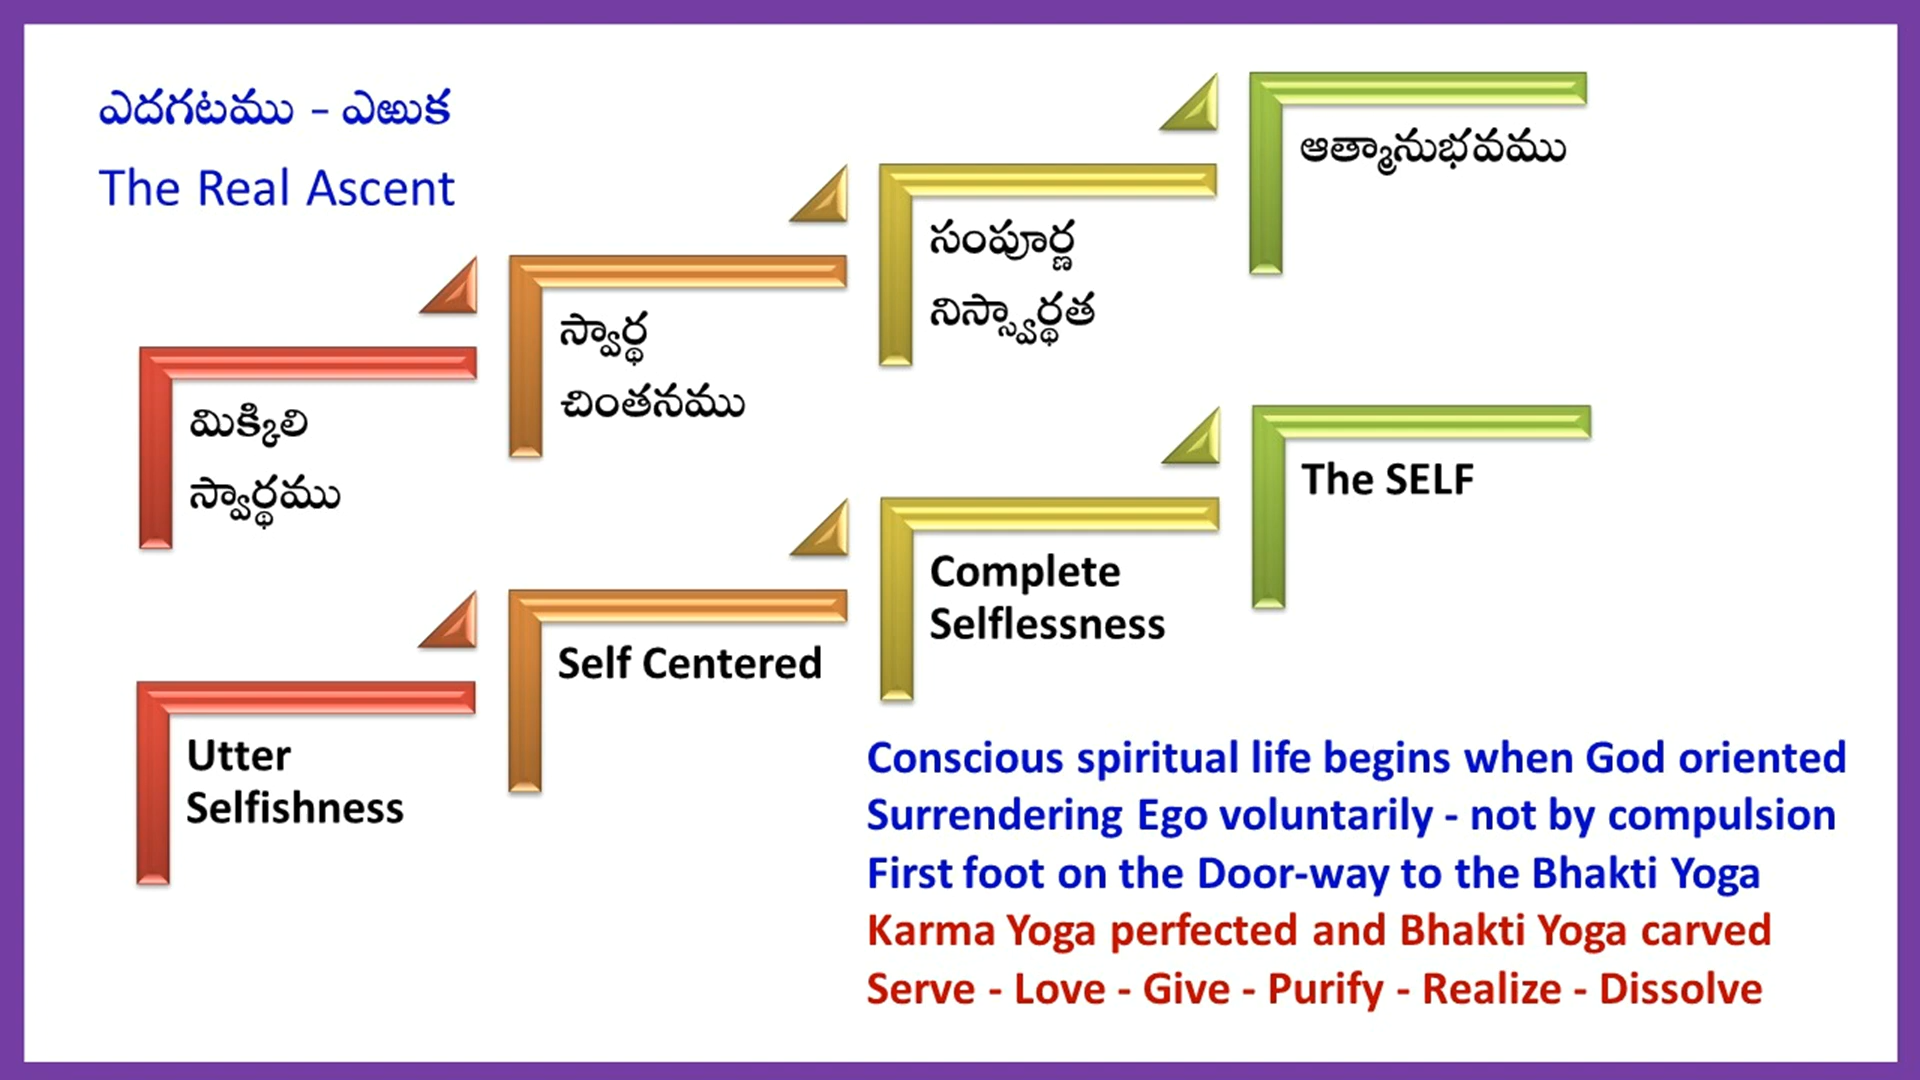 ఎదగటము - ఎఱుక
The Real Ascent
మిక్కిలి
స్వార్థము
స్వార్థ
చింతనము
సంపూర్ణ
నిస్స్వార్థత
ఆత్మానుభవము
Utter
Selfishness
Self Centered
Complete
Selflessness
The SELF
Conscious spiritual life begins when God oriented
Surrendering Ego voluntarily - not by compulsion
First foot on the Door-way to the Bhakti Yoga
Karma Yoga perfected and Bhakti Yoga carved
Serve - Love - Give - Purify - Realize - Dissolve